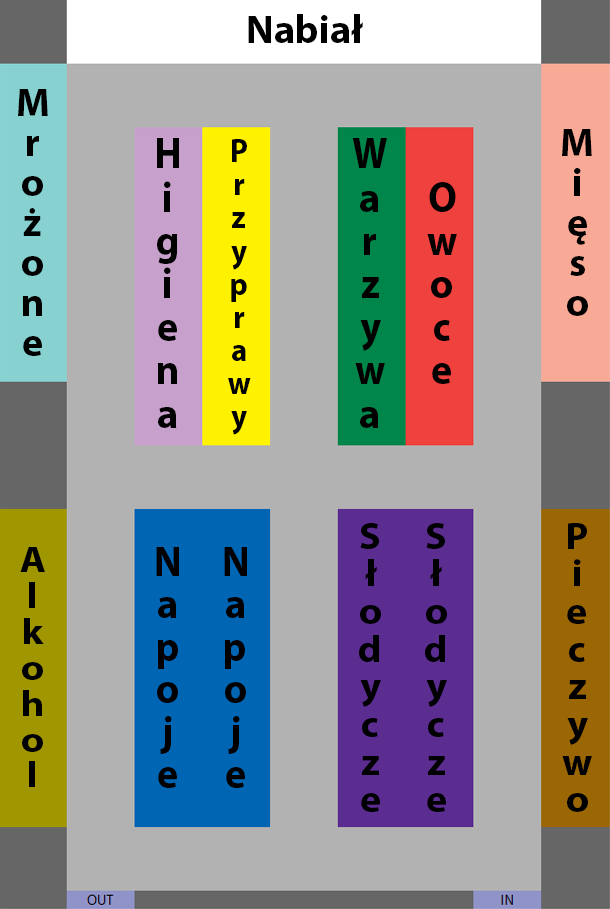 Nabiał
Mrożone
Higiena
Przyprawy
Warzywa
Owoce
Mięso
Alkohol
Napoje
Napoje
Słodycze
Słodycze
Pieczywo
OUT
IN